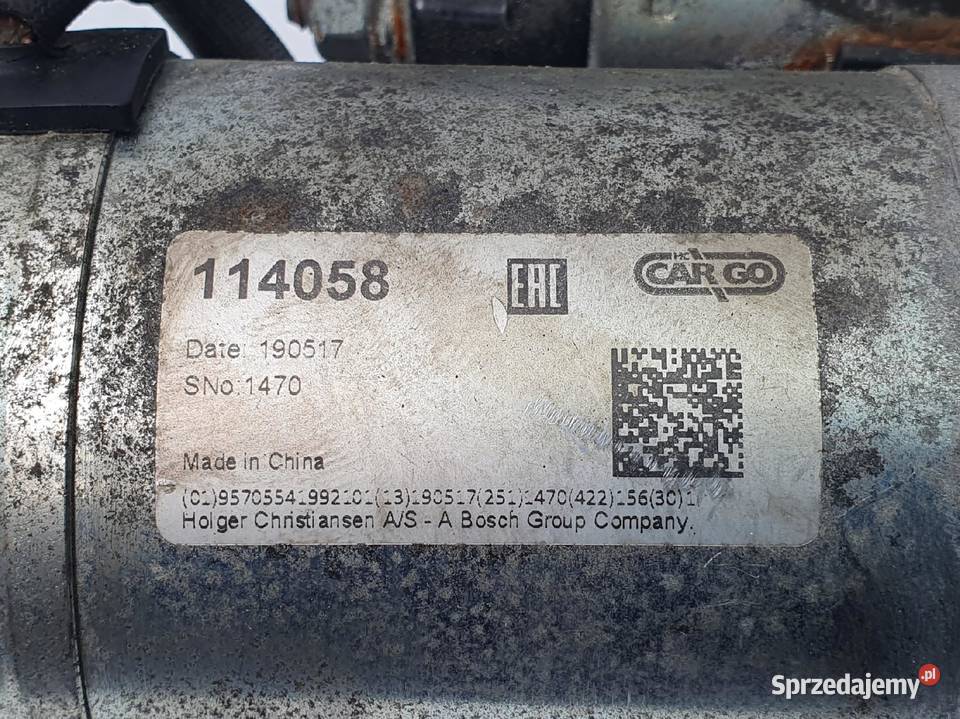 114058
EAC
HC
CARGO
Date: 190517
SNo:1470
Made in China
(01)95705541992101(13)190517(251)1470(422)156(30)1
Holger Christiansen A/S - A Bosch Group Company.
Sprzedajemy.pl